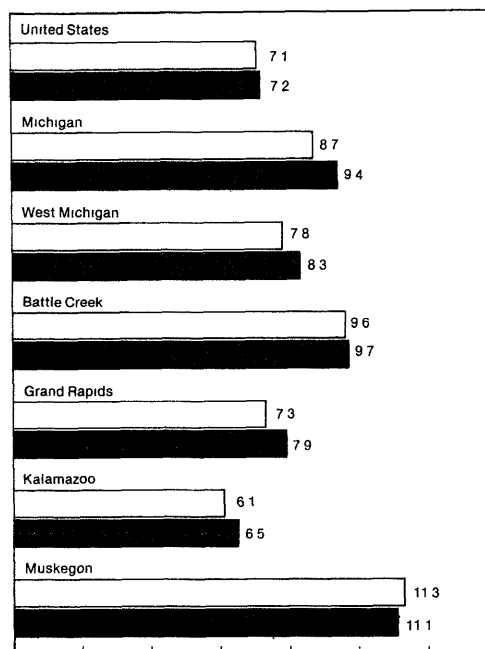 United States
7 1
7 2
Michigan
8 7
9 4
West Michigan
7 8
8 3
Battle Creek
9 6
9 7
Grand Rapids
7 3
7 9
Kalamazoo
6 1
6 5
Muskegon
11 3
11 1